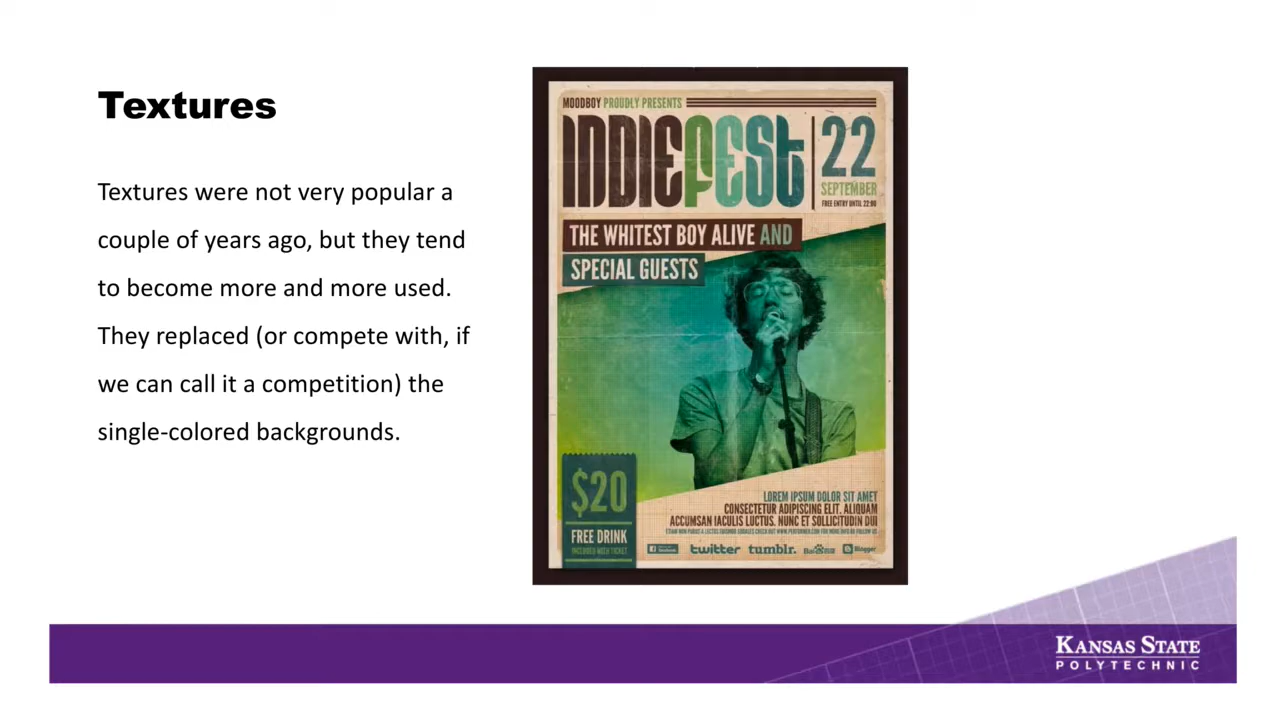 Textures
Textures were not very popular a
couple of years ago, but they tend
to become more and more used.
They replaced (or compete with, if
we can call it a competition) the
single-colored backgrounds.
MOODBOY PROUDLY PRESENTS
INDIEFEST
22
SEPTEMBER
FREE ENTRY UNTIL 22:00
THE WHITEST BOY ALIVE AND
SPECIAL GUESTS
$20
FREE DRINK
INCLUDED WITH TICKET
LOREM IPSUM DOLOR SIT AMET
CONSECTETUR ADIPISCING ELIT. ALIQUAM
ACCUMSAN IACULIS LUCTUS. NUNC ET SOLLICITUDIN DUI
twitter
tumblr.
Blogger
KANSAS STATE
POLYTECHNIC